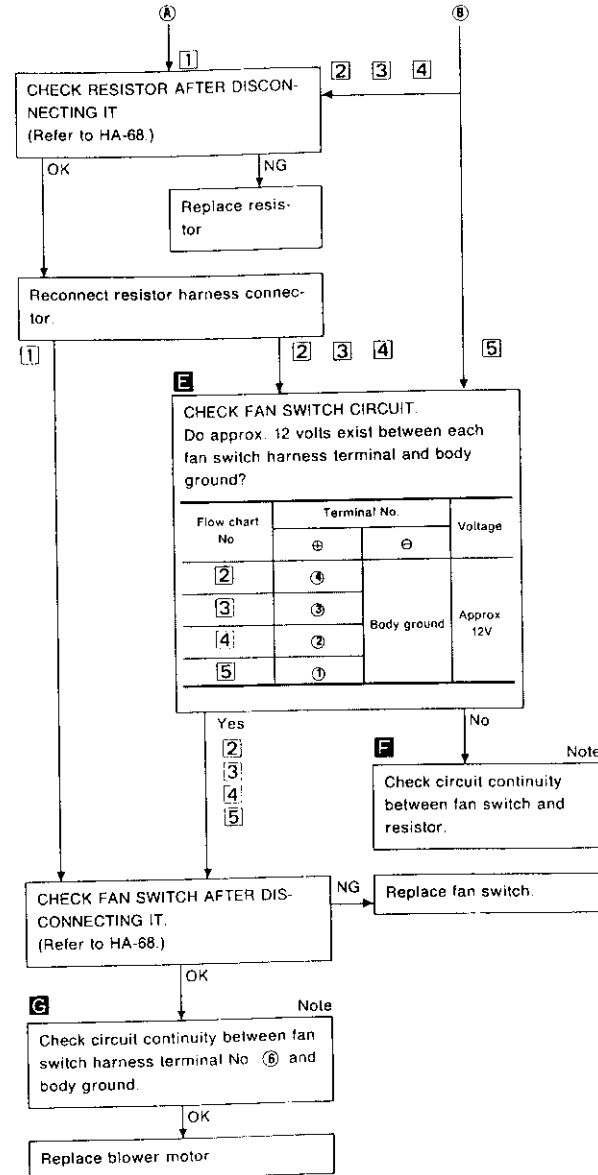 Ⓐ Ⓑ
1
2 3 4
CHECK RESISTOR AFTER DISCON-
NECTING IT
(Refer to HA-68.)
OK NG
Replace resis-
tor
Reconnect resistor harness connec-
tor.
1 2 3 4 5
E
CHECK FAN SWITCH CIRCUIT.
Do approx. 12 volts exist between each
fan switch harness terminal and body
ground?
Flow chart
No
Terminal No.
⊕ ⊖
Voltage
2 ④
3 ③
4 ②
5 ①
Body ground
Approx
12V
Yes
2
3
4
5
No
F Note
Check circuit continuity
between fan switch and
resistor.
CHECK FAN SWITCH AFTER DIS-
CONNECTING IT.
(Refer to HA-68.)
NG
Replace fan switch.
OK
G Note
Check circuit continuity between fan
switch harness terminal No ⑥ and
body ground.
OK
Replace blower motor